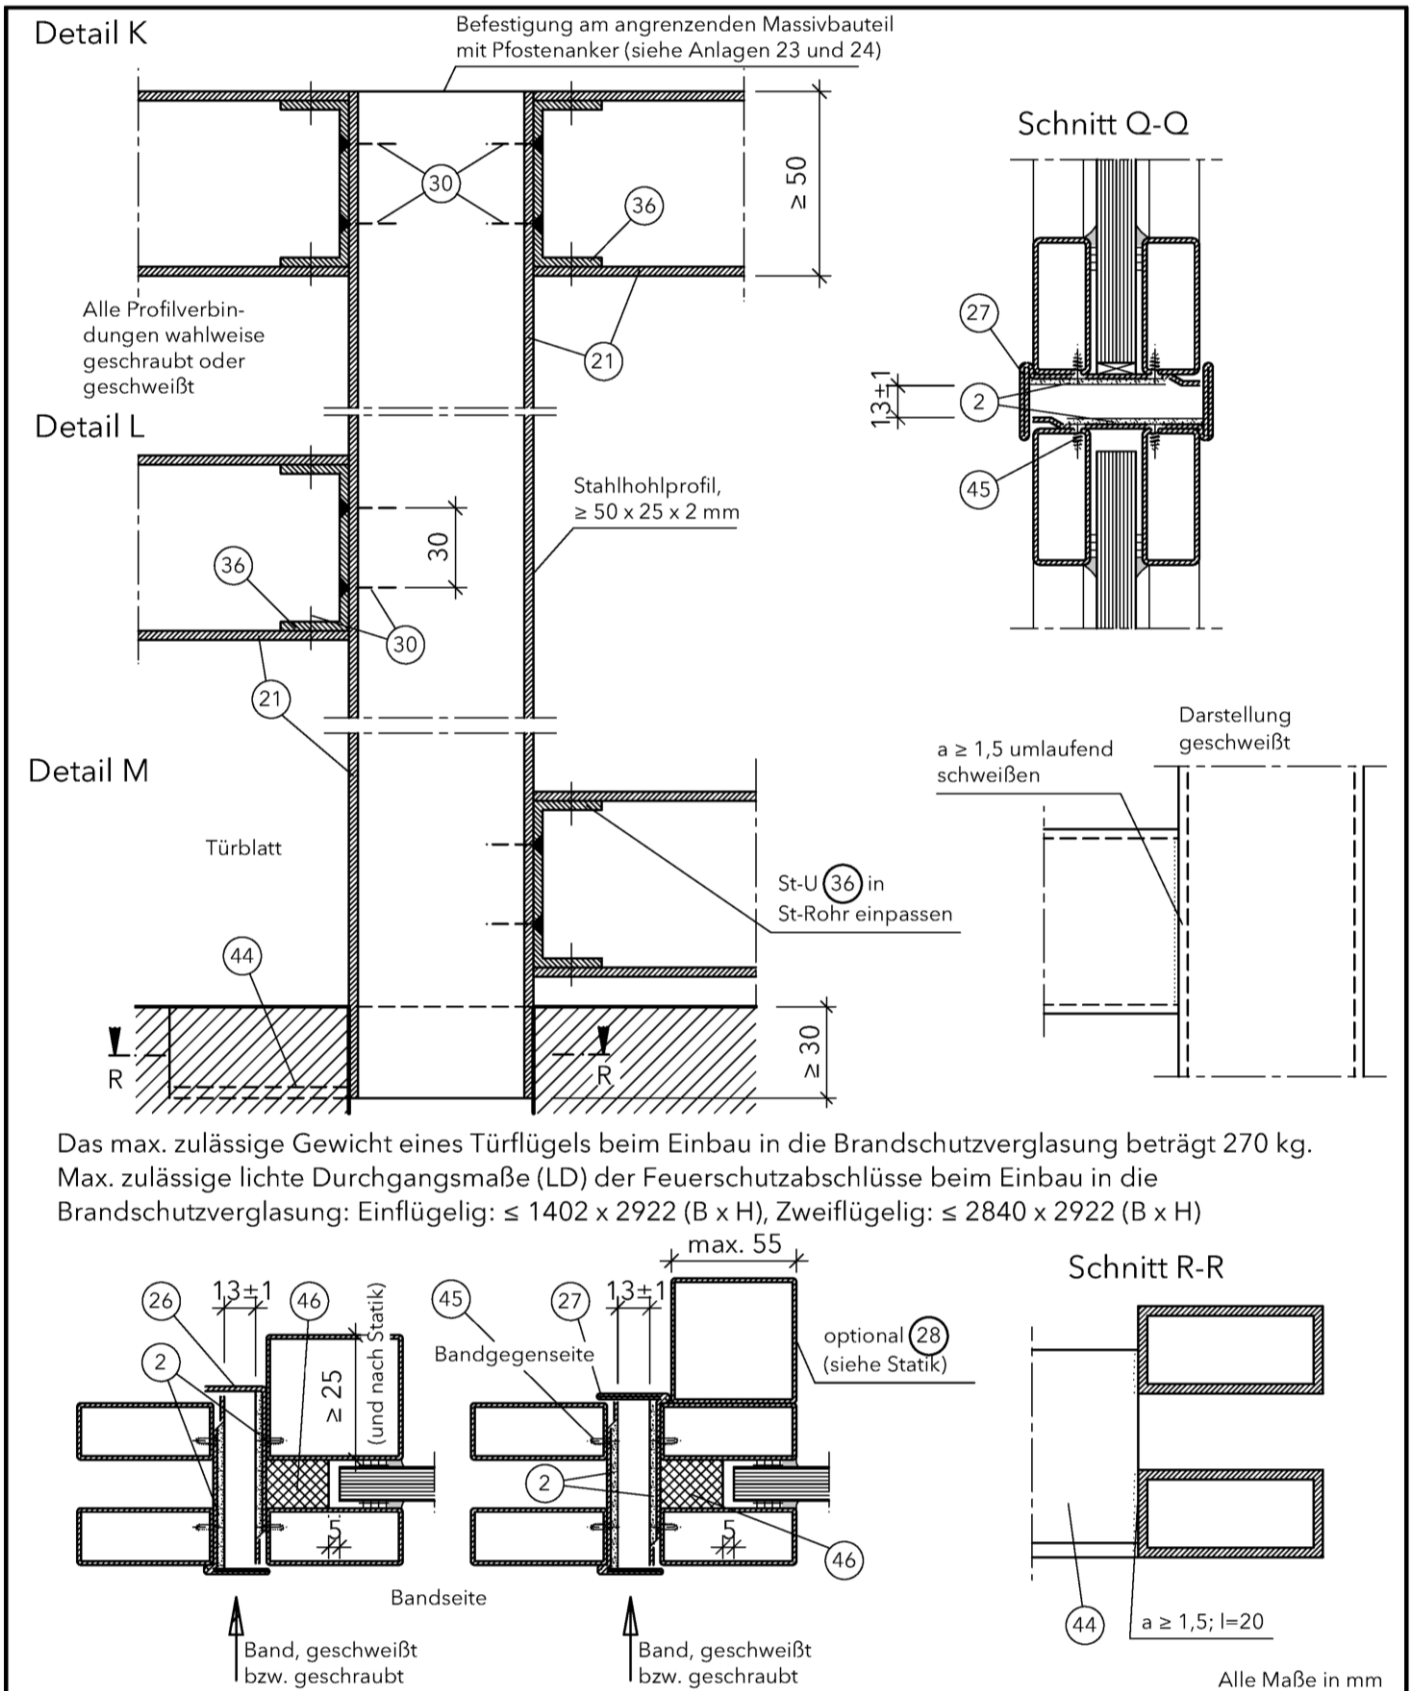 Detail K
Befestigung am angrenzenden Massivbauteil
mit Pfostenanker (siehe Anlagen 23 und 24)
Schnitt Q-Q
30
36
≥ 50
Alle Profilverbin-
dungen wahlweise
geschraubt oder
geschweißt
21
27
13±1
2
45
Detail L
Stahlhohlprofil,
≥ 50 x 25 x 2 mm
30
36
30
21
Detail M
Türblatt
Darstellung
geschweißt
a ≥ 1,5 umlaufend
schweißen
St-U 36 in
St-Rohr einpassen
44
R
R
≥ 30
Das max. zulässige Gewicht eines Türflügels beim Einbau in die Brandschutzverglasung beträgt 270 kg.
Max. zulässige lichte Durchgangsmaße (LD) der Feuerschutzabschlüsse beim Einbau in die
Brandschutzverglasung: Einflügelig: ≤ 1402 x 2922 (B x H), Zweiflügelig: ≤ 2840 x 2922 (B x H)
26
13±1
46
2
≥ 25
(und nach Statik)
5
45
Bandgegenseite
27
13±1
max. 55
optional 28
(siehe Statik)
2
5
46
Bandseite
Band, geschweißt
bzw. geschraubt
Band, geschweißt
bzw. geschraubt
Schnitt R-R
44
a ≥ 1,5; l=20
Alle Maße in mm